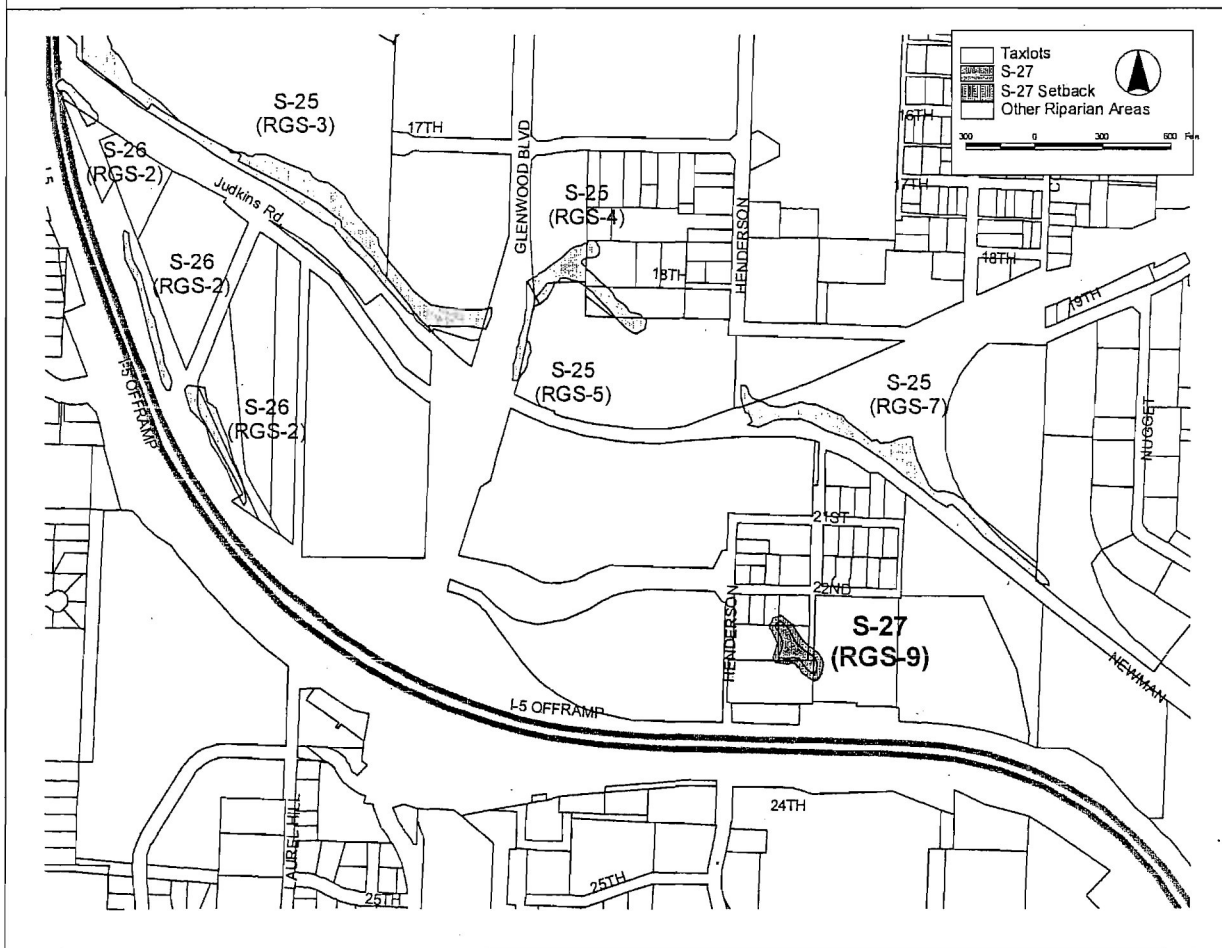 Taxlots
S-27
S-27 Setback
Other Riparian Areas
300 0 300 600 Feet
S-25
(RGS-3)
17TH
16TH
S-26
(RGS-2)
Judkins Rd
GLENWOOD BLVD
S-25
(RGS-4)
HENDERSON
17TH
18TH
18TH
S-26
(RGS-2)
19TH
I-5 OFFRAMP
S-25
(RGS-5)
S-25
(RGS-7)
S-26
(RGS-2)
NUGGET
21ST
22ND
HENDERSON
S-27
(RGS-9)
NEWMAN
I-5 OFFRAMP
24TH
LAUREL HILL
25TH
25TH